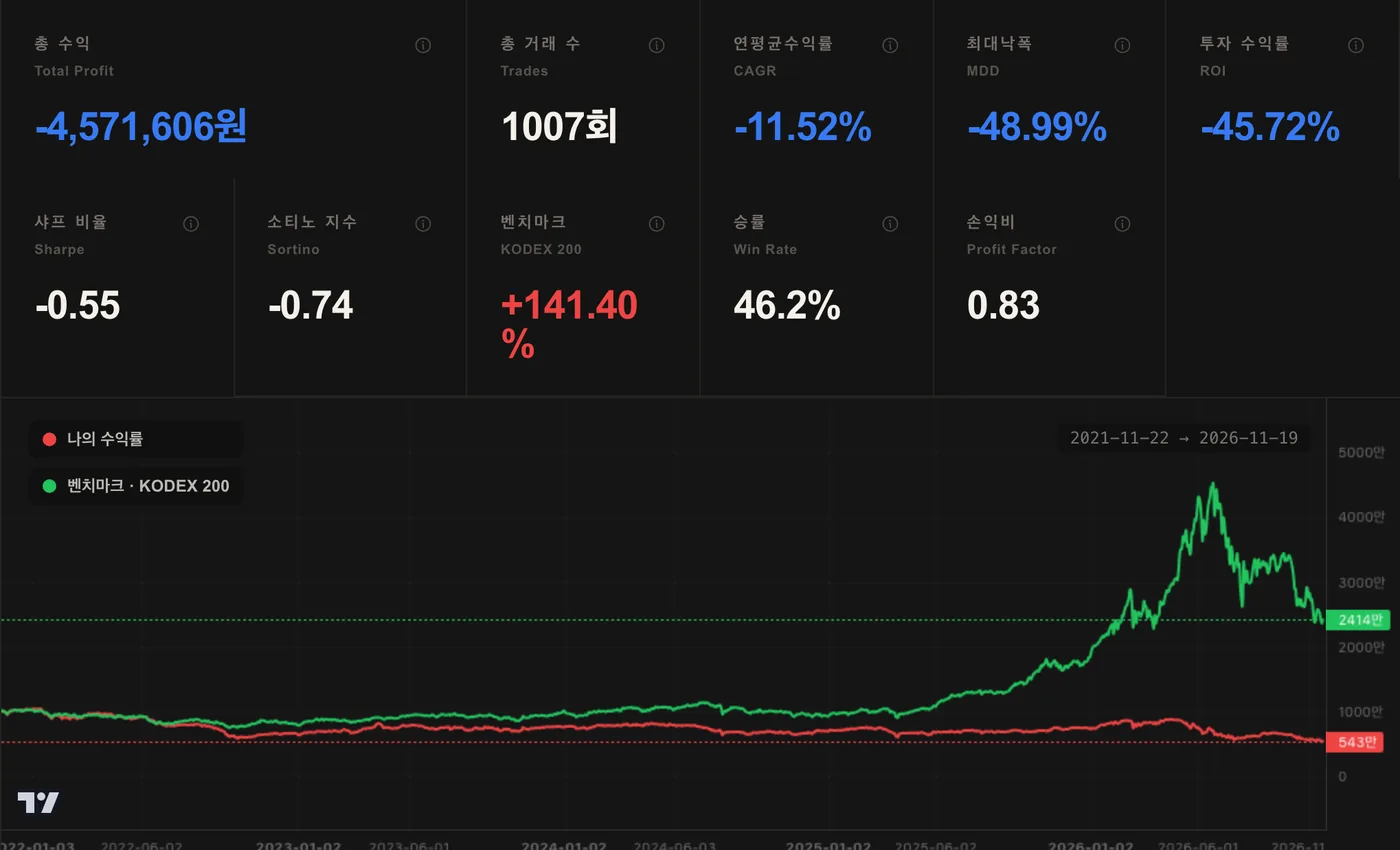 총 수익
Total Profit
-4,571,606원
총 거래 수
Trades
1007회
연평균수익률
CAGR
-11.52%
최대낙폭
MDD
-48.99%
투자 수익률
ROI
-45.72%
샤프 비율
Sharpe
-0.55
소티노 지수
Sortino
-0.74
벤치마크
KODEX 200
+141.40
%
승률
Win Rate
46.2%
손익비
Profit Factor
0.83
나의 수익률
벤치마크 · KODEX 200
2021-11-22 → 2026-11-19
5000만
4000만
3000만
2414만
2000만
1000만
543만
0
022-01-03 2022-06-02 2023-01-02 2023-06-01 2024-01-02 2024-06-03 2025-01-02 2025-06-02 2026-01-02 2026-06-01 2026-11